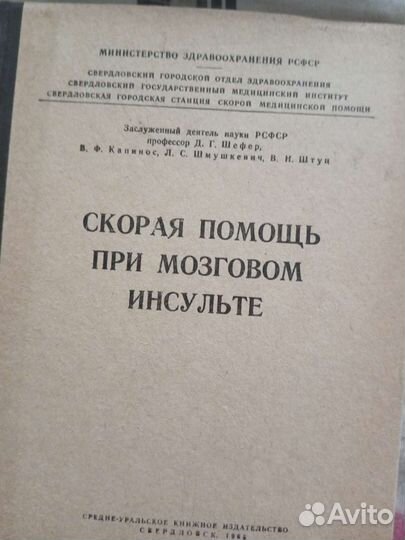 МИНИСТЕРСТВО ЗДРАВООХРАНЕНИЯ РСФСР
СВЕРДЛОВСКИЙ ГОРОДСКОЙ ОТДЕЛ ЗДРАВООХРАНЕНИЯ
СВЕРДЛОВСКИЙ ГОСУДАРСТВЕННЫЙ МЕДИЦИНСКИЙ ИНСТИТУТ
СВЕРДЛОВСКАЯ ГОРОДСКАЯ СТАНЦИЯ СКОРОЙ МЕДИЦИНСКОЙ ПОМОЩИ
Заслуженный деятель науки РСФСР
профессор Д. Г. Шефер,
В. Ф. Капинос, Л. С. Шмушкевич, В. Н. Штуц
СКОРАЯ ПОМОЩЬ
ПРИ МОЗГОВОМ
ИНСУЛЬТЕ
СРЕДНЕ-УРАЛЬСКОЕ КНИЖНОЕ ИЗДАТЕЛЬСТВО
СВЕРДЛОВСК,
Avito